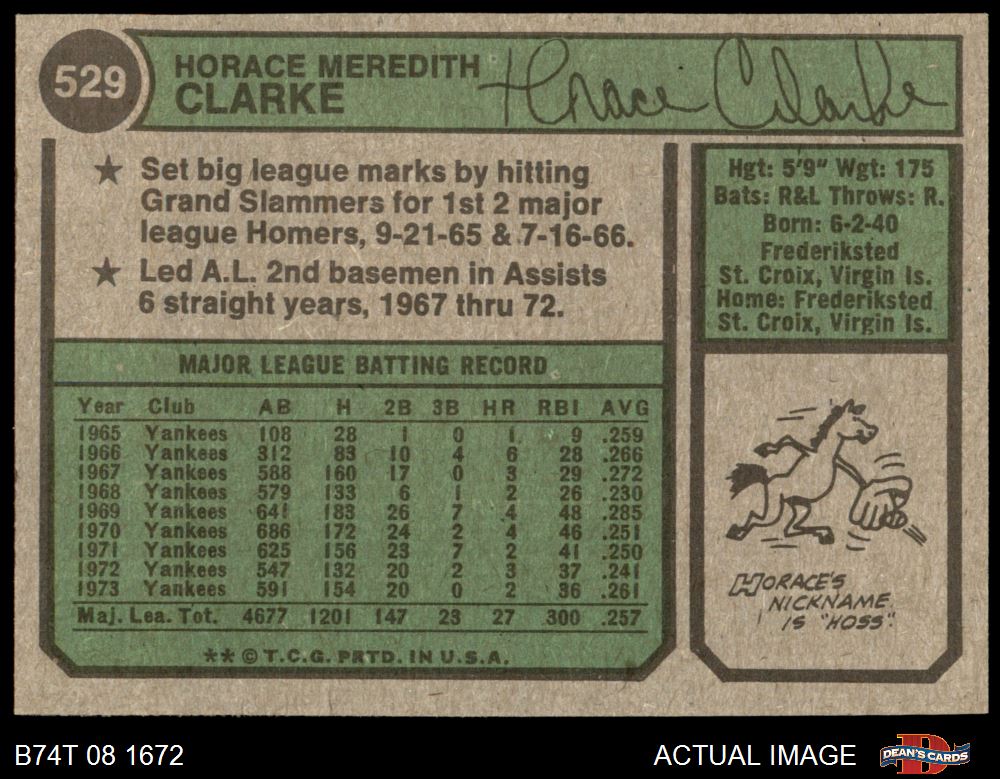 529
HORACE MEREDITH
CLARKE
Horace Clarke
★ Set big league marks by hitting
Grand Slammers for 1st 2 major
league Homers, 9-21-65 & 7-16-66.
★ Led A.L. 2nd basemen in Assists
6 straight years, 1967 thru 72.
Hgt: 5'9" Wgt: 175
Bats: R&L Throws: R.
Born: 6-2-40
Frederiksted
St. Croix, Virgin Is.
Home: Frederiksted
St. Croix, Virgin Is.
MAJOR LEAGUE BATTING RECORD
Year Club AB H 2B 3B HR RBI AVG
1965 Yankees 108 28 1 0 1 9 .259
1966 Yankees 312 83 10 4 6 28 .266
1967 Yankees 588 160 17 0 3 29 .272
1968 Yankees 579 133 6 1 2 26 .230
1969 Yankees 641 183 26 7 4 48 .285
1970 Yankees 686 172 24 2 4 46 .251
1971 Yankees 625 156 23 7 2 41 .250
1972 Yankees 547 132 20 2 3 37 .241
1973 Yankees 591 154 20 0 2 36 .261
Maj. Lea. Tot. 4677 1201 147 23 27 300 .257
** © T.C.G. PRTD. IN U.S.A.
HORACE'S
NICKNAME
IS "HOSS".
B74T 08 1672
ACTUAL IMAGE
DEAN'S CARDS